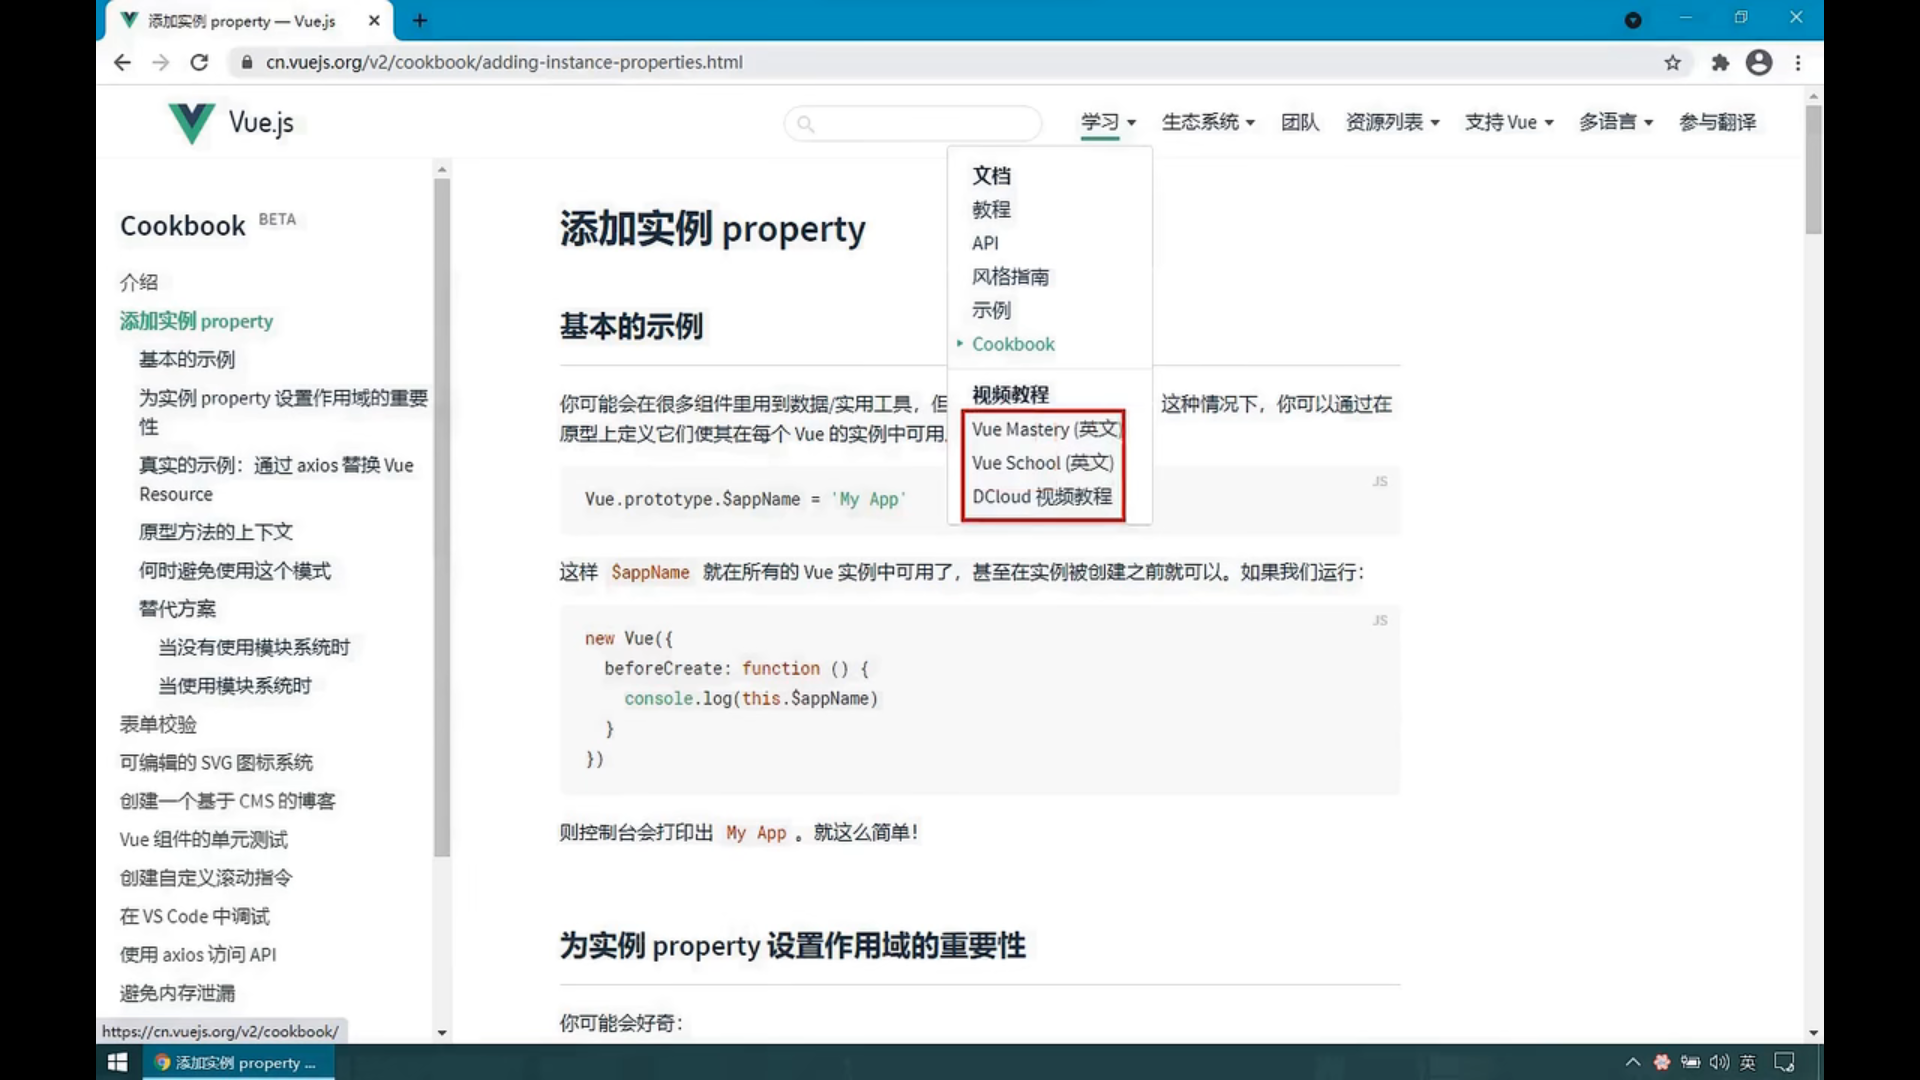 添加实例 property — Vue.js
cn.vuejs.org/v2/cookbook/adding-instance-properties.html
Vue.js
学习
生态系统
团队
资源列表
支持 Vue
多语言
参与翻译
文档
教程
API
风格指南
示例
Cookbook
视频教程
Vue Mastery (英文)
Vue School (英文)
DCloud 视频教程
Cookbook BETA
介绍
添加实例 property
基本的示例
为实例 property 设置作用域的重要
性
真实的示例：通过 axios 替换 Vue
Resource
原型方法的上下文
何时避免使用这个模式
替代方案
当没有使用模块系统时
当使用模块系统时
表单校验
可编辑的 SVG 图标系统
创建一个基于 CMS 的博客
Vue 组件的单元测试
创建自定义滚动指令
在 VS Code 中调试
使用 axios 访问 API
避免内存泄漏
https://cn.vuejs.org/v2/cookbook/
添加实例 property
基本的示例
你可能会在很多组件里用到数据/实用工具，但 这种情况下，你可以通过在
原型上定义它们使其在每个 Vue 的实例中可用。
JS
Vue.prototype.$appName = 'My App'
这样 $appName 就在所有的 Vue 实例中可用了，甚至在实例被创建之前就可以。如果我们运行：
JS
new Vue({
beforeCreate: function () {
console.log(this.$appName)
}
})
则控制台会打印出 My App 。就这么简单！
为实例 property 设置作用域的重要性
你可能会好奇：
添加实例 property ...
英